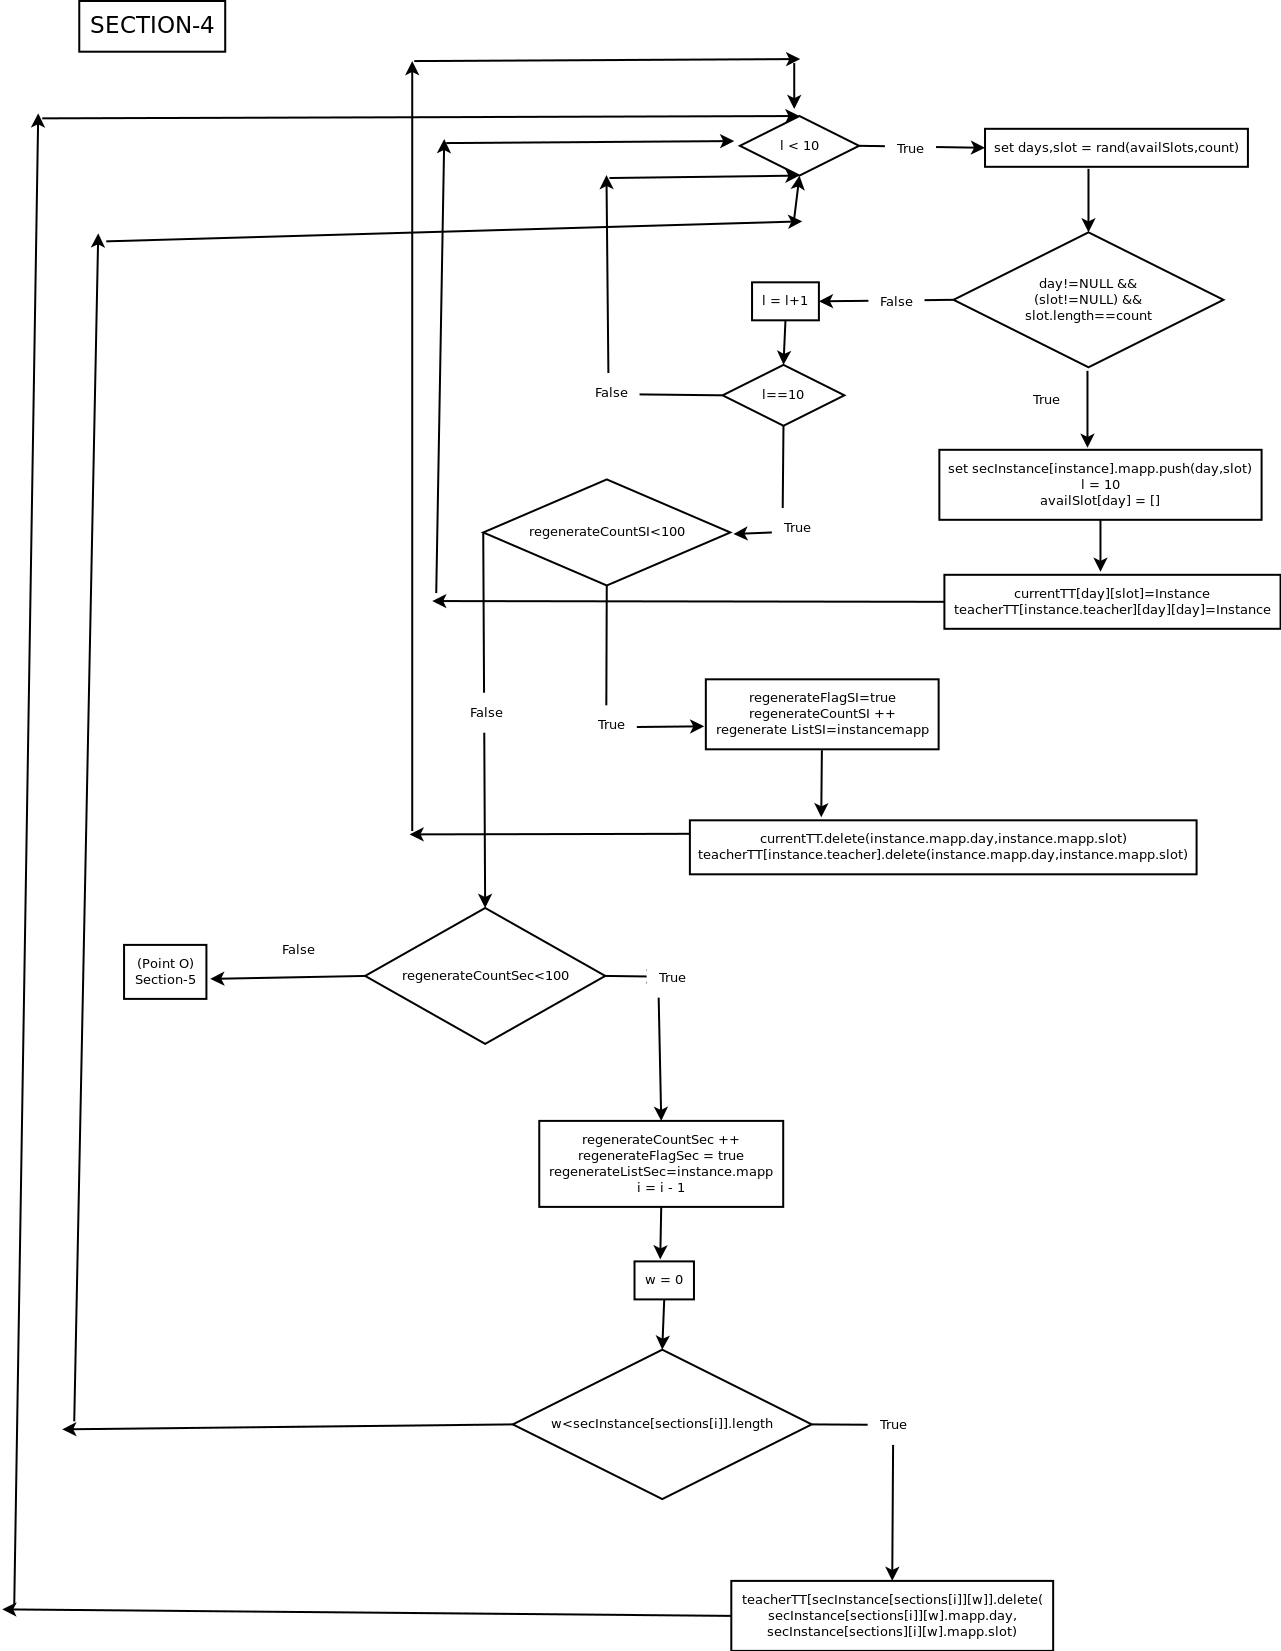 SECTION-4
l < 10
True
set days,slot = rand(availSlots,count)
day!=NULL &&
(slot!=NULL) &&
slot.length==count
False
l = l+1
l==10
False
True
True
set secInstance[instance].mapp.push(day,slot)
l = 10
availSlot[day] = []
regenerateCountSI<100
currentTT[day][slot]=Instance
teacherTT[instance.teacher][day][day]=Instance
False
True
regenerateFlagSI=true
regenerateCountSI ++
regenerate ListSI=instancemapp
currentTT.delete(instance.mapp.day,instance.mapp.slot)
teacherTT[instance.teacher].delete(instance.mapp.day,instance.mapp.slot)
(Point O)
Section-5
False
regenerateCountSec<100
True
regenerateCountSec ++
regenerateFlagSec = true
regenerateListSec=instance.mapp
i = i - 1
w = 0
w<secInstance[sections[i]].length
True
teacherTT[secInstance[sections[i]][w]].delete(
secInstance[sections[i]][w].mapp.day,
secInstance[sections][i][w].mapp.slot)